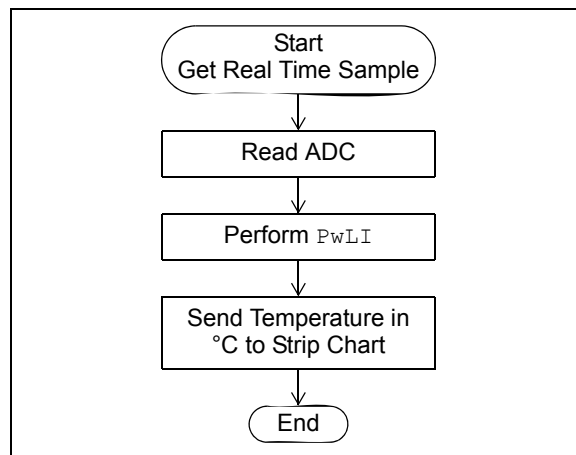 Start
Get Real Time Sample
Read ADC
Perform PwLI
Send Temperature in
°C to Strip Chart
End